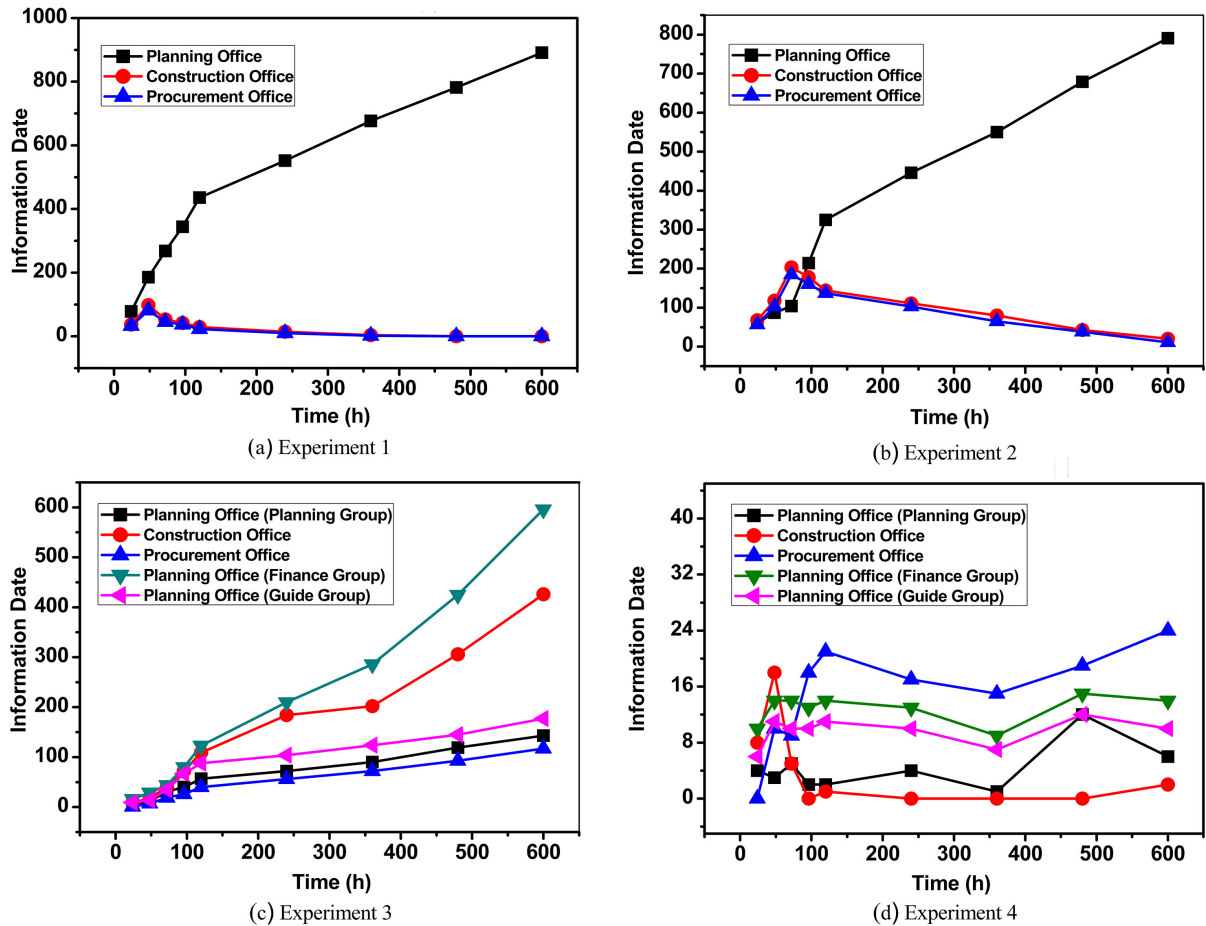 1000
800
600
400
200
0
Information Date
Planning Office
Construction Office
Procurement Office
0 100 200 300 400 500 600
Time (h)
(a) Experiment 1
800
700
600
500
400
300
200
100
0
Information Date
Planning Office
Construction Office
Procurement Office
0 100 200 300 400 500 600
Time (h)
(b) Experiment 2
600
500
400
300
200
100
0
Information Date
Planning Office (Planning Group)
Construction Office
Procurement Office
Planning Office (Finance Group)
Planning Office (Guide Group)
0 100 200 300 400 500 600
Time (h)
(c) Experiment 3
40
32
24
16
8
0
Information Date
Planning Office (Planning Group)
Construction Office
Procurement Office
Planning Office (Finance Group)
Planning Office (Guide Group)
0 100 200 300 400 500 600
Time (h)
(d) Experiment 4